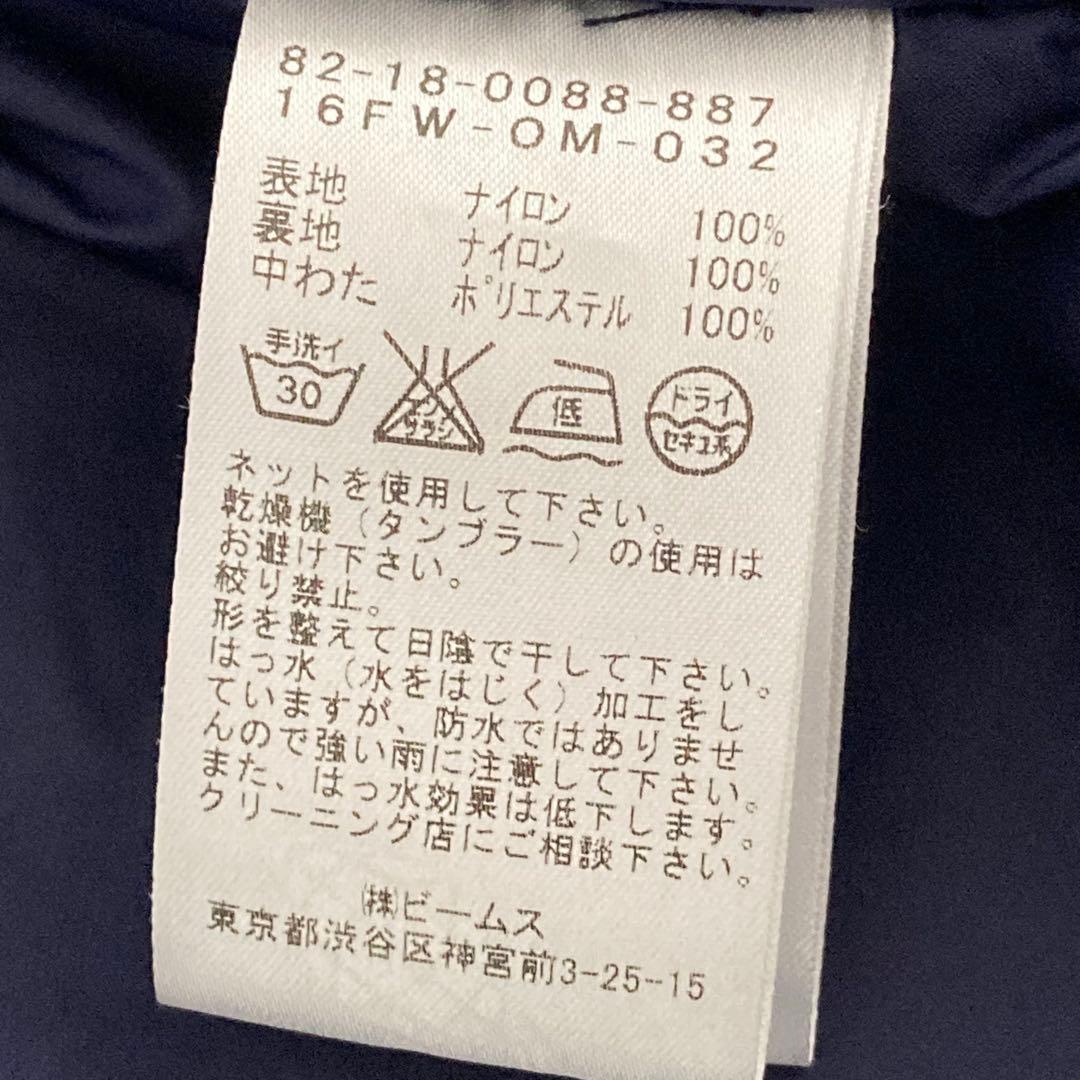 82-18-0088-887
16FW-OM-032
表地 ナイロン 100%
裏地 ナイロン 100%
中わた ポリエステル 100%
手洗イ 30
エンソ サラシ
低
ドライ セキユ系
ネットを使用して下さい。
乾燥機（タンブラー）の使用は
お避け下さい。
絞り禁止。
形を整えて日陰で干して下さい。
はっ水（水をはじく）加工をし
ていますが、防水ではありませ
んので強い雨に注意して下さい。
また、はっ水効果は低下します。
クリーニング店にご相談下さい。
㈱ビームス
東京都渋谷区神宮前3-25-15